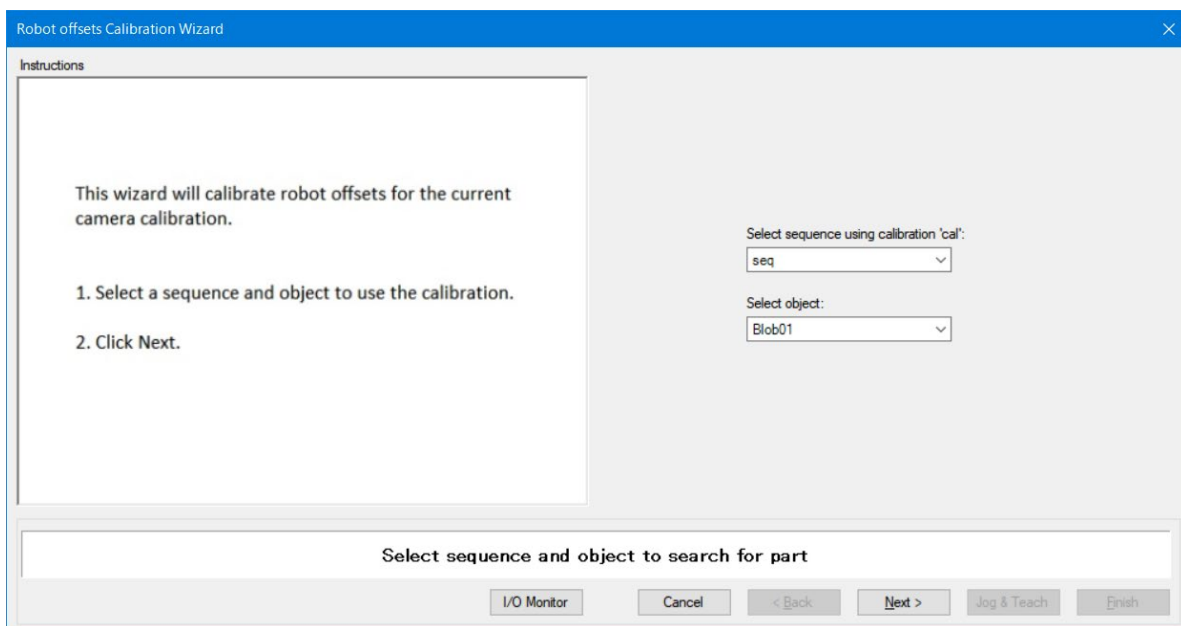 Robot offsets Calibration Wizard
Instructions
This wizard will calibrate robot offsets for the current
camera calibration.
1. Select a sequence and object to use the calibration.
2. Click Next.
Select sequence using calibration 'cal':
seq
Select object:
Blob01
Select sequence and object to search for part
I/O Monitor
Cancel
< Back
Next >
Jog & Teach
Finish